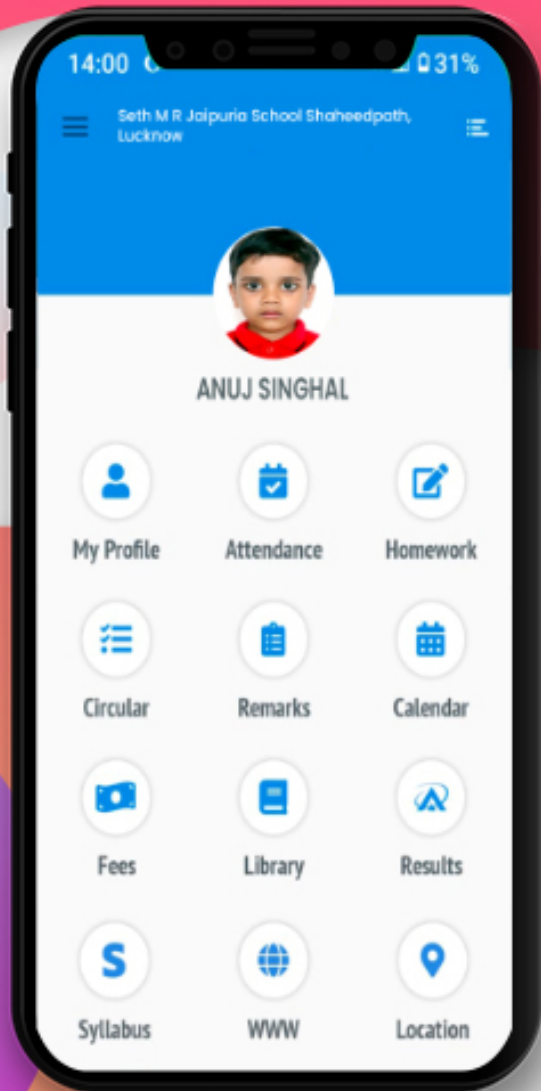 14:00
31%
Seth M R Jaipuria School Shaheedpath,
Lucknow
ANUJ SINGHAL
My Profile Attendance Homework
Circular Remarks Calendar
Fees Library Results
S
Syllabus WWW Location